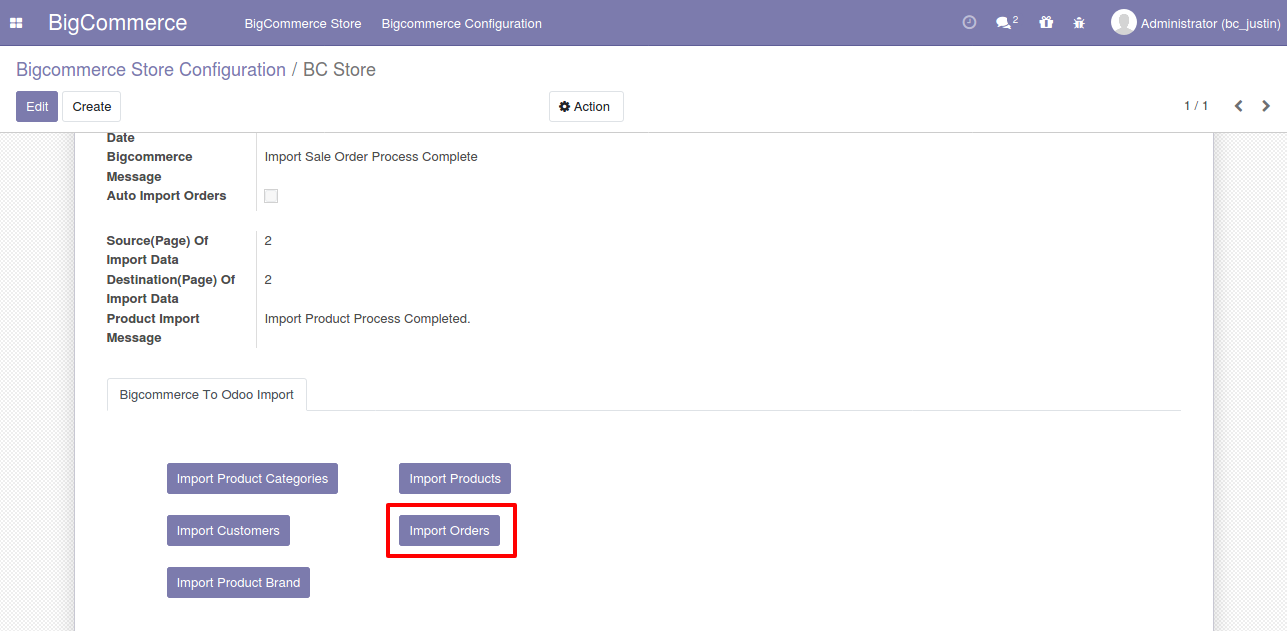 BigCommerce BigCommerce Store Bigcommerce Configuration 2 Administrator (bc_justin)
Bigcommerce Store Configuration / BC Store
Edit Create Action 1 / 1
Date
Bigcommerce Import Sale Order Process Complete
Message
Auto Import Orders
Source(Page) Of 2
Import Data
Destination(Page) Of 2
Import Data
Product Import Import Product Process Completed.
Message
Bigcommerce To Odoo Import
Import Product Categories Import Products
Import Customers Import Orders
Import Product Brand